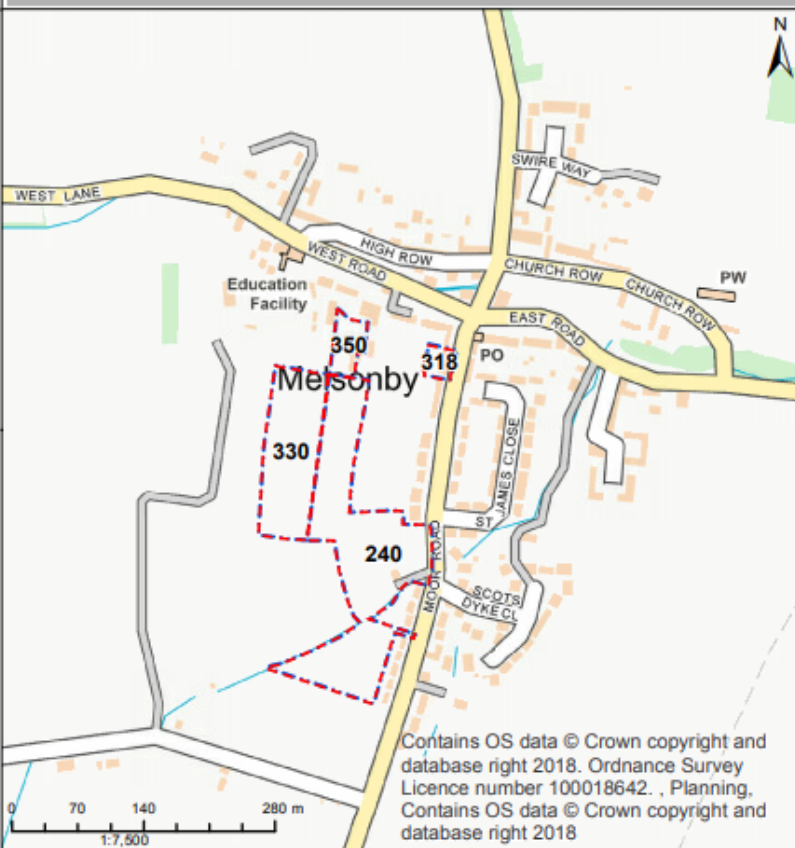 N
SWIRE WAY
WEST LANE
HIGH ROW
WEST ROAD
CHURCH ROW
CHURCH ROW
PW
Education
Facility
EAST ROAD
350
318
PO
Melsonby
330
JAMES CLOSE
ST
240
MOOR ROAD
SCOTS
DYKE CL
Contains OS data © Crown copyright and
database right 2018. Ordnance Survey
Licence number 100018642. , Planning,
Contains OS data © Crown copyright and
database right 2018
0 70 140 280 m
1:7,500